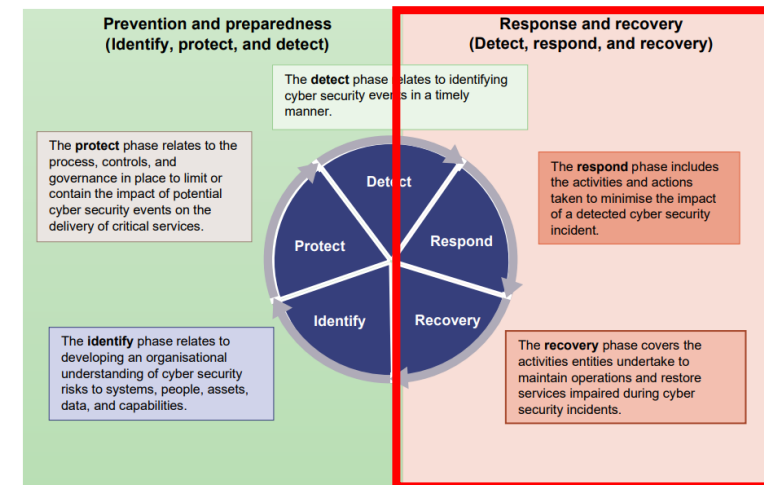 Prevention and preparedness
(Identify, protect, and detect)
Response and recovery
(Detect, respond, and recovery)
The detect phase relates to identifying
cyber security events in a timely
manner.
The protect phase relates to the
process, controls, and
governance in place to limit or
contain the impact of potential
cyber security events on the
delivery of critical services.
The respond phase includes
the activities and actions
taken to minimise the impact
of a detected cyber security
incident.
Detect
Protect
Respond
Identify
Recovery
The identify phase relates to
developing an organisational
understanding of cyber security
risks to systems, people, assets,
data, and capabilities.
The recovery phase covers the
activities entities undertake to
maintain operations and restore
services impaired during cyber
security incidents.